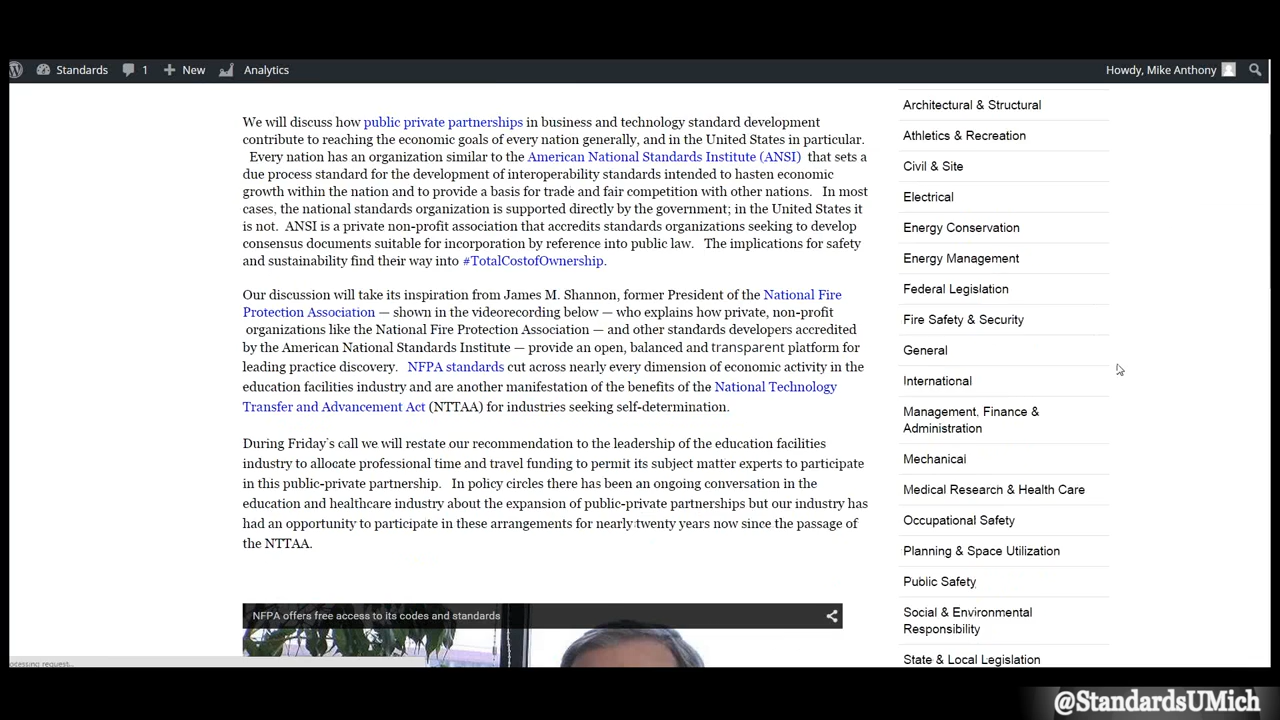 Standards 1 New Analytics Howdy, Mike Anthony
We will discuss how public private partnerships in business and technology standard development
contribute to reaching the economic goals of every nation generally, and in the United States in particular.
Every nation has an organization similar to the American National Standards Institute (ANSI) that sets a
due process standard for the development of interoperability standards intended to hasten economic
growth within the nation and to provide a basis for trade and fair competition with other nations. In most
cases, the national standards organization is supported directly by the government; in the United States it
is not. ANSI is a private non-profit association that accredits standards organizations seeking to develop
consensus documents suitable for incorporation by reference into public law. The implications for safety
and sustainability find their way into #TotalCostofOwnership.
Our discussion will take its inspiration from James M. Shannon, former President of the National Fire
Protection Association — shown in the videorecording below — who explains how private, non-profit
organizations like the National Fire Protection Association — and other standards developers accredited
by the American National Standards Institute — provide an open, balanced and transparent platform for
leading practice discovery. NFPA standards cut across nearly every dimension of economic activity in the
education facilities industry and are another manifestation of the benefits of the National Technology
Transfer and Advancement Act (NTTAA) for industries seeking self-determination.
During Friday's call we will restate our recommendation to the leadership of the education facilities
industry to allocate professional time and travel funding to permit its subject matter experts to participate
in this public-private partnership. In policy circles there has been an ongoing conversation in the
education and healthcare industry about the expansion of public-private partnerships but our industry has
had an opportunity to participate in these arrangements for nearly twenty years now since the passage of
the NTTAA.
NFPA offers free access to its codes and standards
Architectural & Structural
Athletics & Recreation
Civil & Site
Electrical
Energy Conservation
Energy Management
Federal Legislation
Fire Safety & Security
General
International
Management, Finance &
Administration
Mechanical
Medical Research & Health Care
Occupational Safety
Planning & Space Utilization
Public Safety
Social & Environmental
Responsibility
State & Local Legislation
ocessing request...
@StandardsUMich